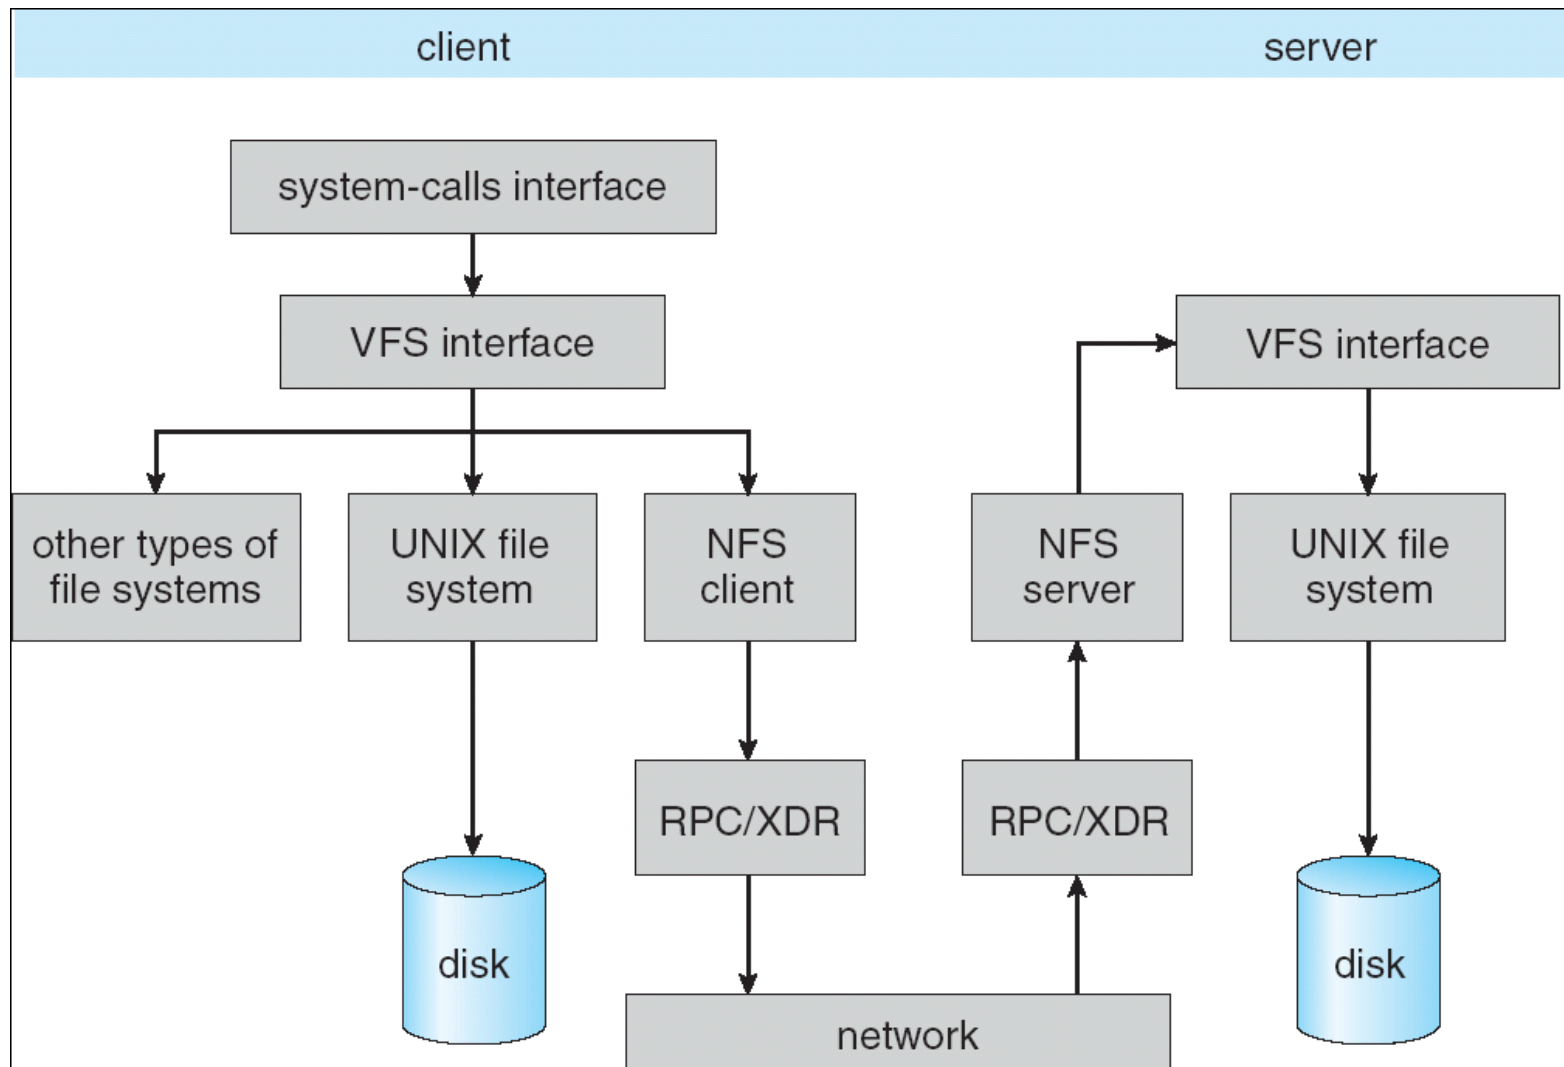 client
server
system-calls interface
VFS interface
VFS interface
other types of
file systems
UNIX file
system
NFS
client
NFS
server
UNIX file
system
RPC/XDR
RPC/XDR
disk
disk
network